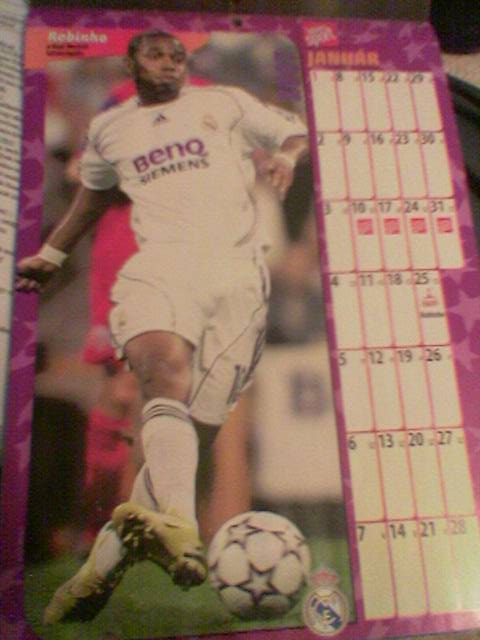 Robinho
JANUÁR
1 8 15 22 29
2 9 16 23 30
3 10 17 24 31
4 11 18 25
5 12 19 26
6 13 20 27
7 14 21 28
BenQ
SIEMENS